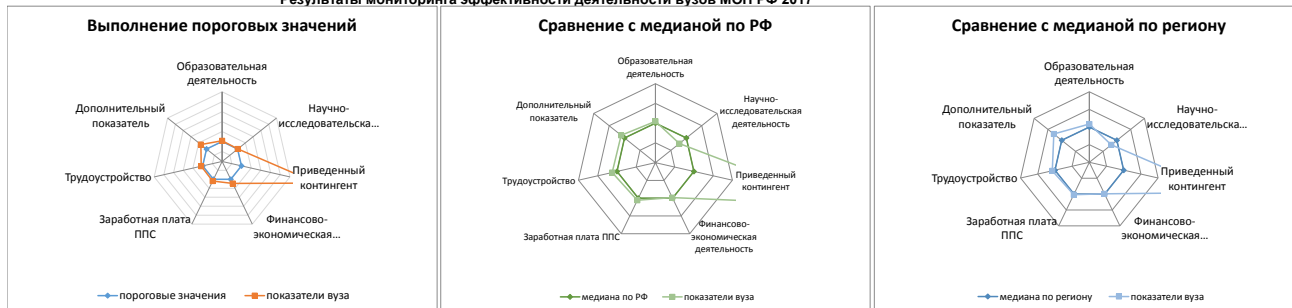 Результаты мониторинга эффективности деятельности вузов МОН РФ 2017
Выполнение пороговых значений
Образовательная
деятельность
Научно-
исследовательска...
Приведенный
контингент
Финансово-
экономическая...
Заработная плата
ППС
Трудоустройство
Дополнительный
показатель
пороговые значения
показатели вуза
Сравнение с медианой по РФ
Образовательная
деятельность
Научно-
исследовательская
деятельность
Приведенный
контингент
Финансово-
экономическая
деятельность
Заработная плата ППС
Трудоустройство
Дополнительный
показатель
медиана по РФ
показатели вуза
Сравнение с медианой по региону
Образовательная
деятельность
Научно-
исследовательска...
Приведенный
контингент
Финансово-
экономическая...
Заработная плата
ППС
Трудоустройство
Дополнительный
показатель
медиана по региону
показатели вуза